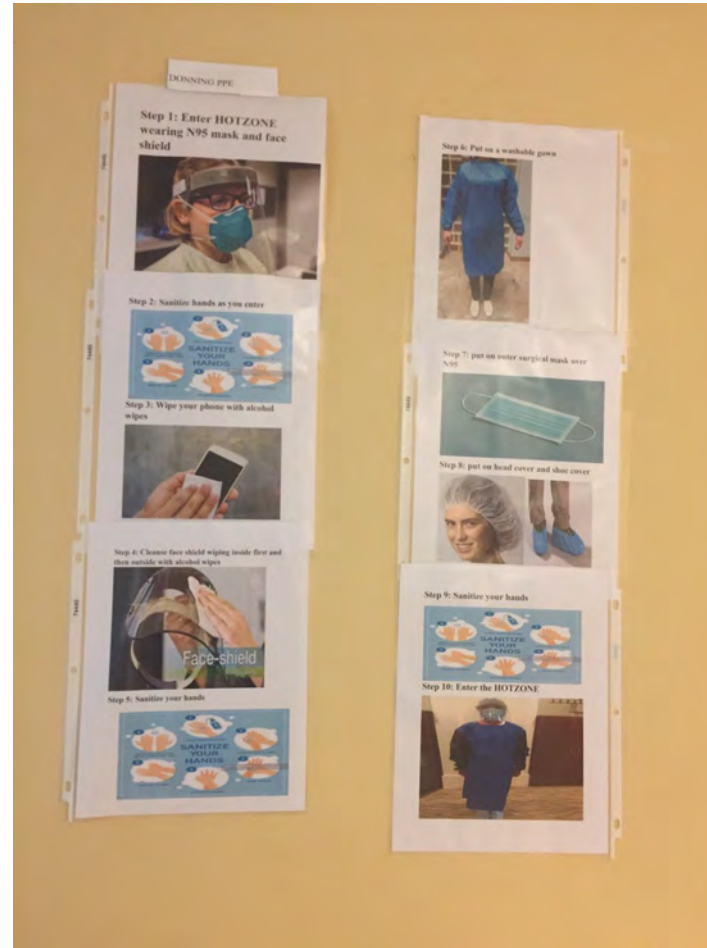 DONNING PPE
Step 1: Enter HOTZONE
wearing N95 mask and face
shield
Step 2: Sanitize hands as you enter
SANITIZE
YOUR
HANDS
Step 3: Wipe your phone with alcohol
wipes
Step 4: Cleanse face shield wiping inside first and
then outside with alcohol wipes
Face-shield
Step 5: Sanitize your hands
SANITIZE
YOUR
HANDS
Step 6: Put on a washable gown
Step 7: put on outer surgical mask over
N95
Step 8: put on head cover and shoe cover
Step 9: Sanitize your hands
SANITIZE
YOUR
HANDS
Step 10: Enter the HOTZONE